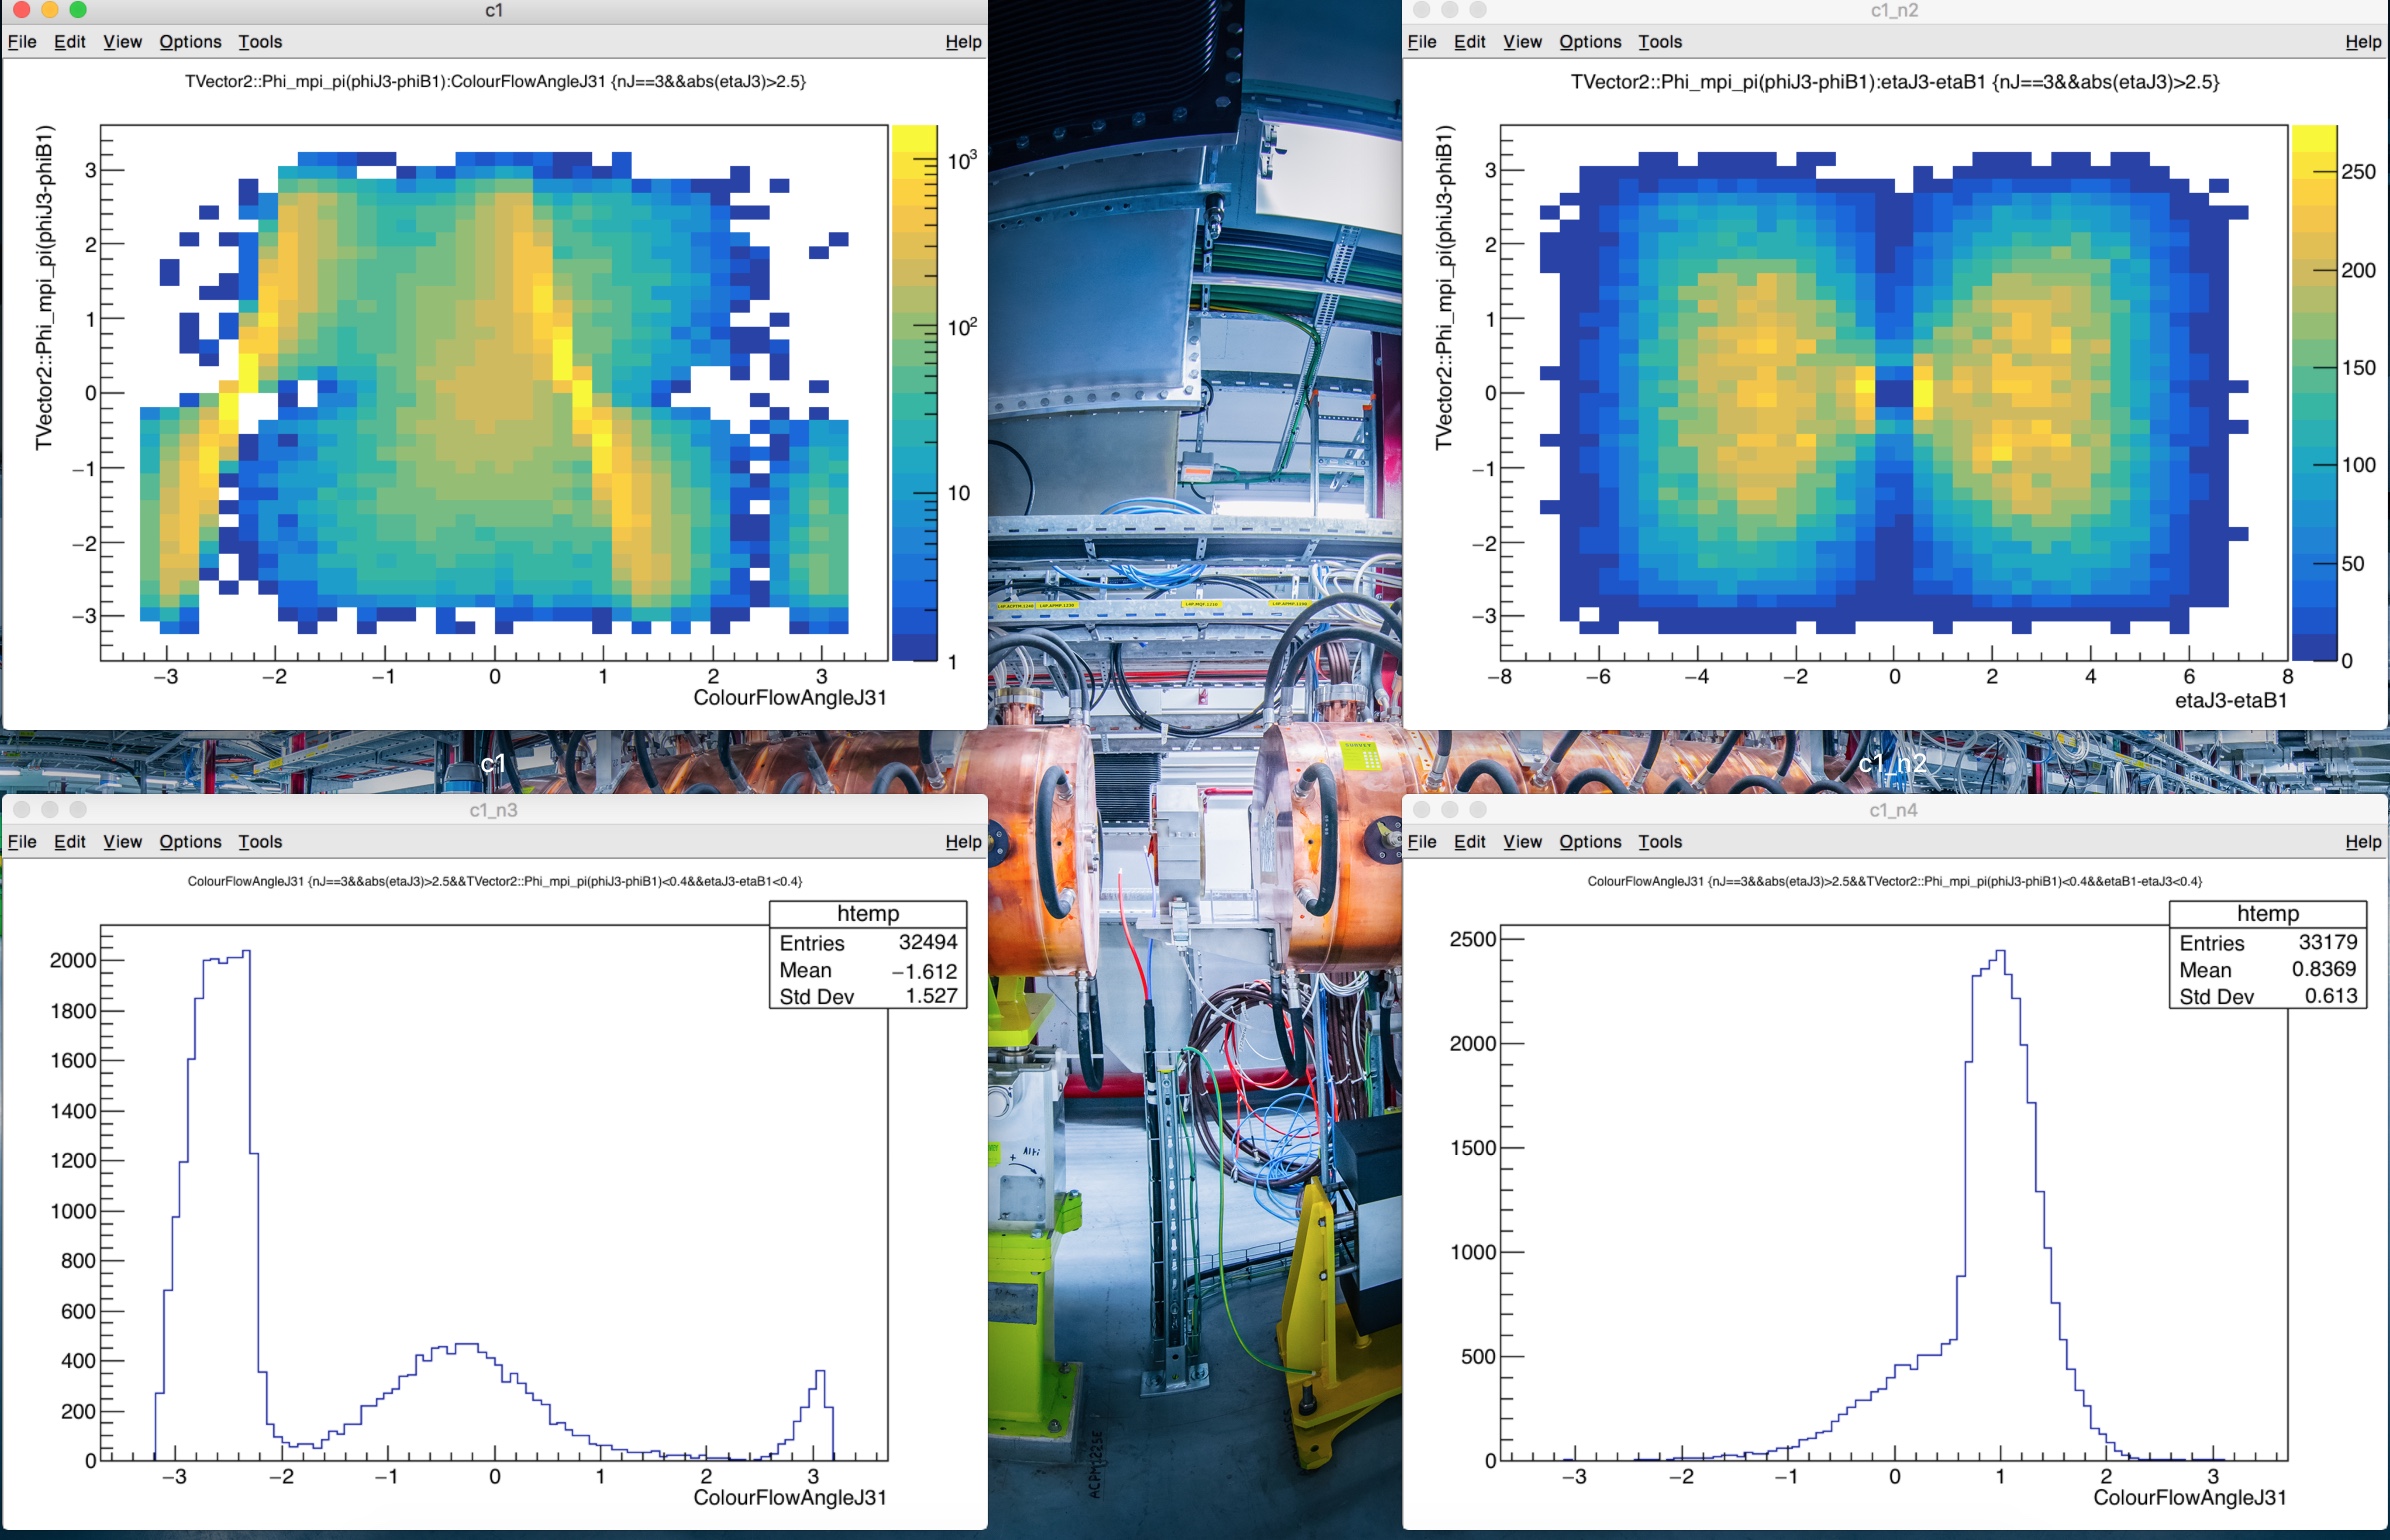 c1
File Edit View Options Tools Help
TVector2::Phi_mpi_pi(phiJ3-phiB1):ColourFlowAngleJ31 {nJ==3&&abs(etaJ3)>2.5}
TVector2::Phi_mpi_pi(phiJ3-phiB1)
3
2
1
0
−1
−2
−3
−3 −2 −1 0 1 2 3
ColourFlowAngleJ31
10³
10²
10
1
c1_n2
File Edit View Options Tools Help
TVector2::Phi_mpi_pi(phiJ3-phiB1):etaJ3-etaB1 {nJ==3&&abs(etaJ3)>2.5}
TVector2::Phi_mpi_pi(phiJ3-phiB1)
3
2
1
0
−1
−2
−3
−8 −6 −4 −2 0 2 4 6 8
etaJ3-etaB1
250
200
150
100
50
0
c1
c1_n2
SURVEY
c1_n3
File Edit View Options Tools Help
ColourFlowAngleJ31 {nJ==3&&abs(etaJ3)>2.5&&TVector2::Phi_mpi_pi(phiJ3-phiB1)<0.4&&etaJ3-etaB1<0.4}
htemp
Entries 32494
Mean −1.612
Std Dev 1.527
2000
1800
1600
1400
1200
1000
800
600
400
200
0
−3 −2 −1 0 1 2 3
ColourFlowAngleJ31
c1_n4
File Edit View Options Tools Help
ColourFlowAngleJ31 {nJ==3&&abs(etaJ3)>2.5&&TVector2::Phi_mpi_pi(phiJ3-phiB1)<0.4&&etaB1-etaJ3<0.4}
htemp
Entries 33179
Mean 0.8369
Std Dev 0.613
2500
2000
1500
1000
500
0
−3 −2 −1 0 1 2 3
ColourFlowAngleJ31